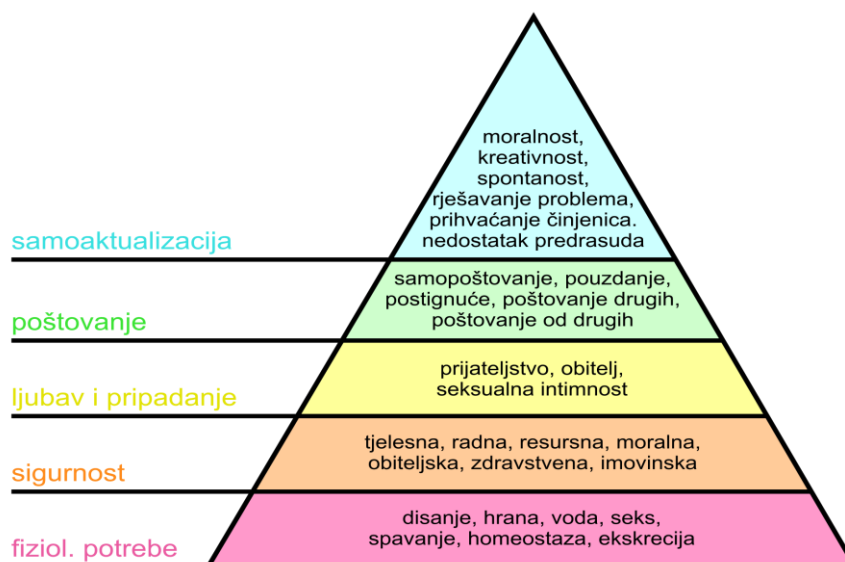 moralnost,
kreativnost,
spontanost,
rješavanje problema,
prihvaćanje činjenica.
nedostatak predrasuda
samoaktualizacija
samopoštovanje, pouzdanje,
postignuće, poštovanje drugih,
poštovanje od drugih
poštovanje
prijateljstvo, obitelj,
seksualna intimnost
ljubav i pripadanje
tjelesna, radna, resursna, moralna,
obiteljska, zdravstvena, imovinska
sigurnost
disanje, hrana, voda, seks,
spavanje, homeostaza, ekskrecija
fiziol. potrebe